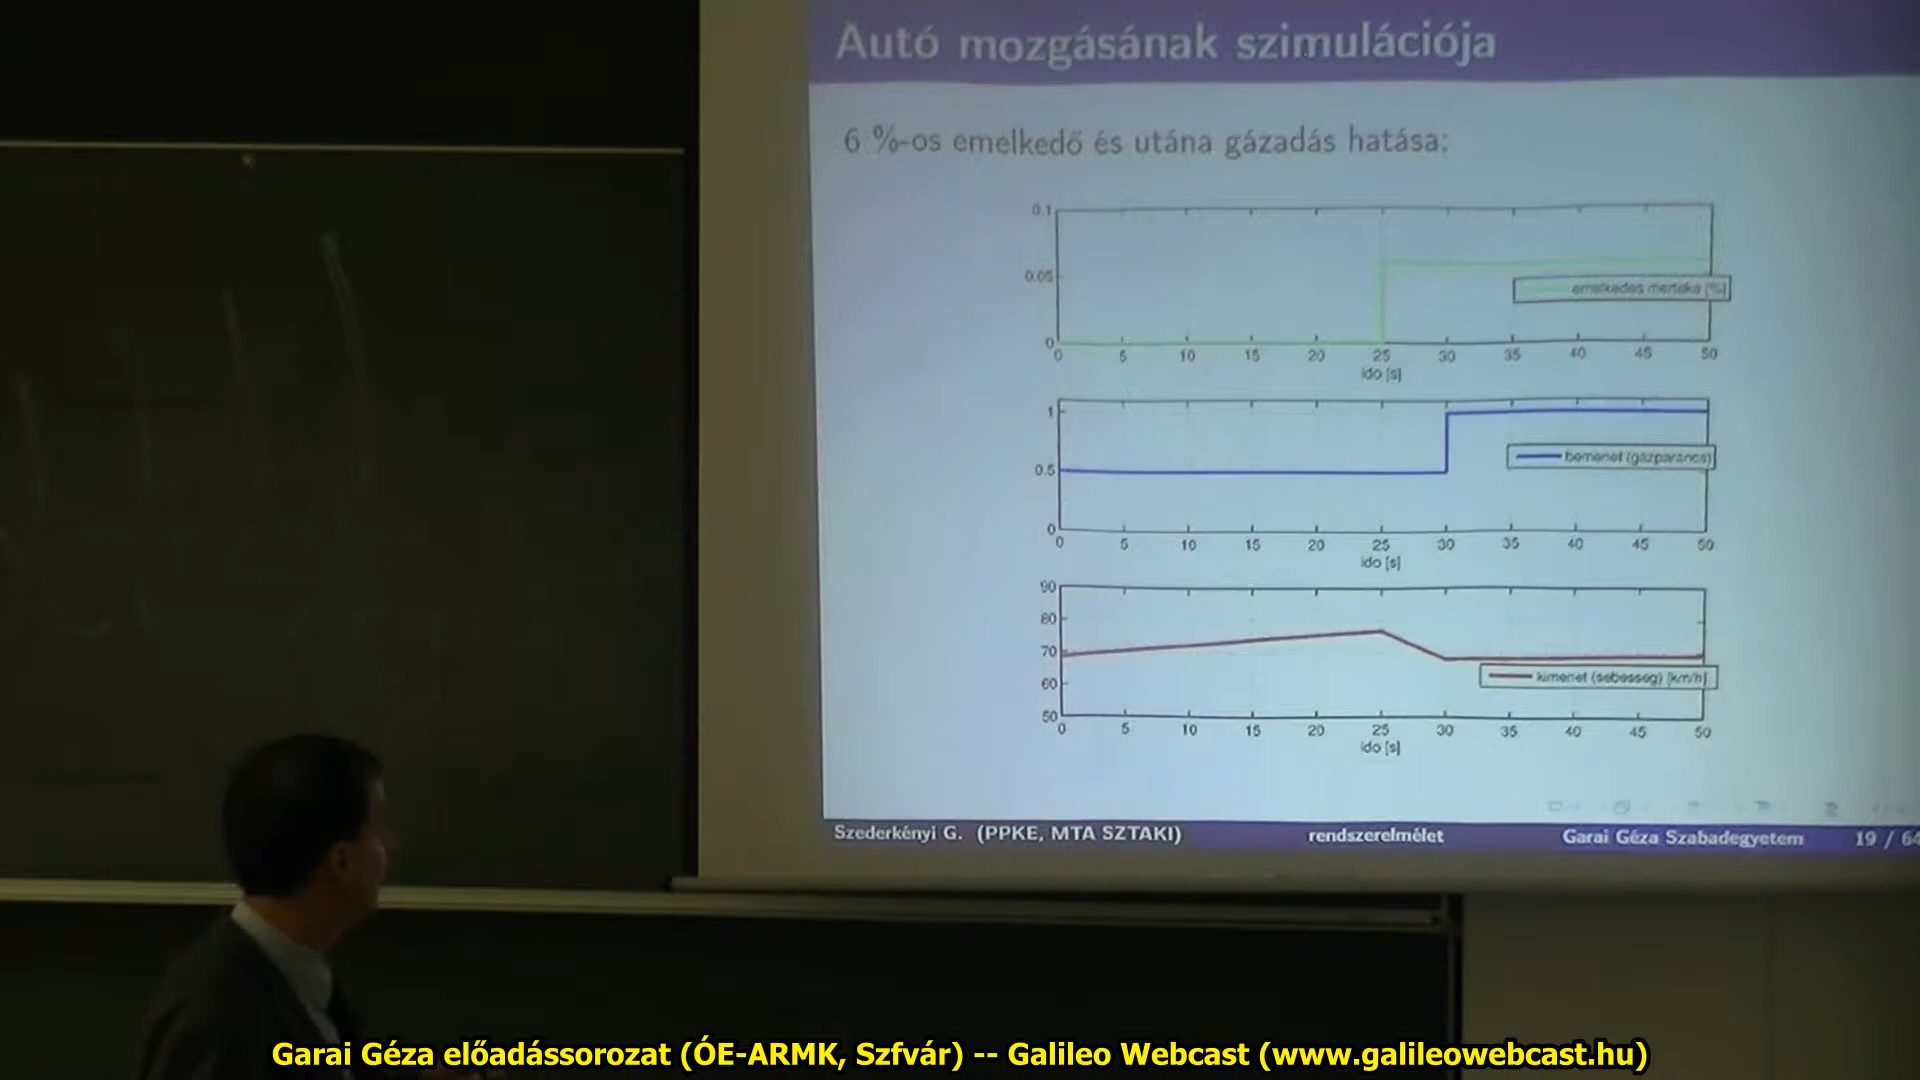 Autó mozgásának szimulációja
6 %-os emelkedő és utána gázadás hatása:
0.1
0.05
0
0 5 10 15 20 25 30 35 40 45 50
ido [s]
emelkedes merteke [%]
1
0.5
0
0 5 10 15 20 25 30 35 40 45 50
ido [s]
bemenet (gazparancs)
90
80
70
60
50
0 5 10 15 20 25 30 35 40 45 50
ido [s]
kimenet (sebesseg) [km/h]
Szederkényi G. (PPKE, MTA SZTAKI) rendszerelmélet Garai Géza Szabadegyetem 19 / 64
Garai Géza előadássorozat (ÓE-ARMK, Szfvár) -- Galileo Webcast (www.galileowebcast.hu)